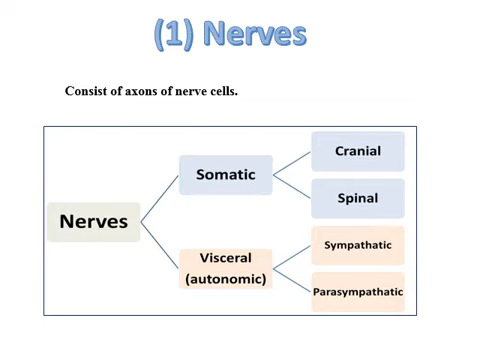 (1) Nerves
Consist of axons of nerve cells.
Nerves
Somatic
Cranial
Spinal
Visceral
(autonomic)
Sympathatic
Parasympathatic